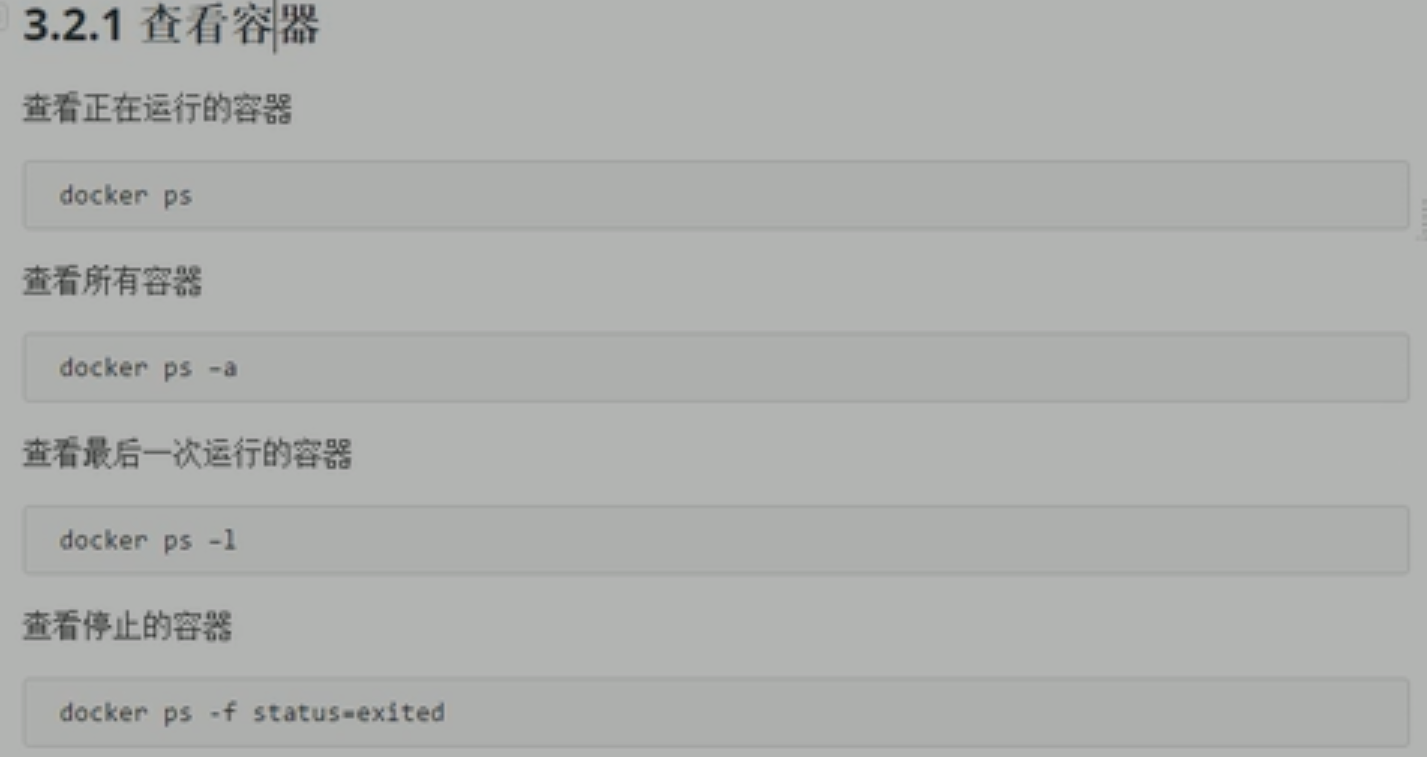 3.2.1 查看容器
查看正在运行的容器
docker ps
查看所有容器
docker ps –a
查看最后一次运行的容器
docker ps –l
查看停止的容器
docker ps -f status=exited